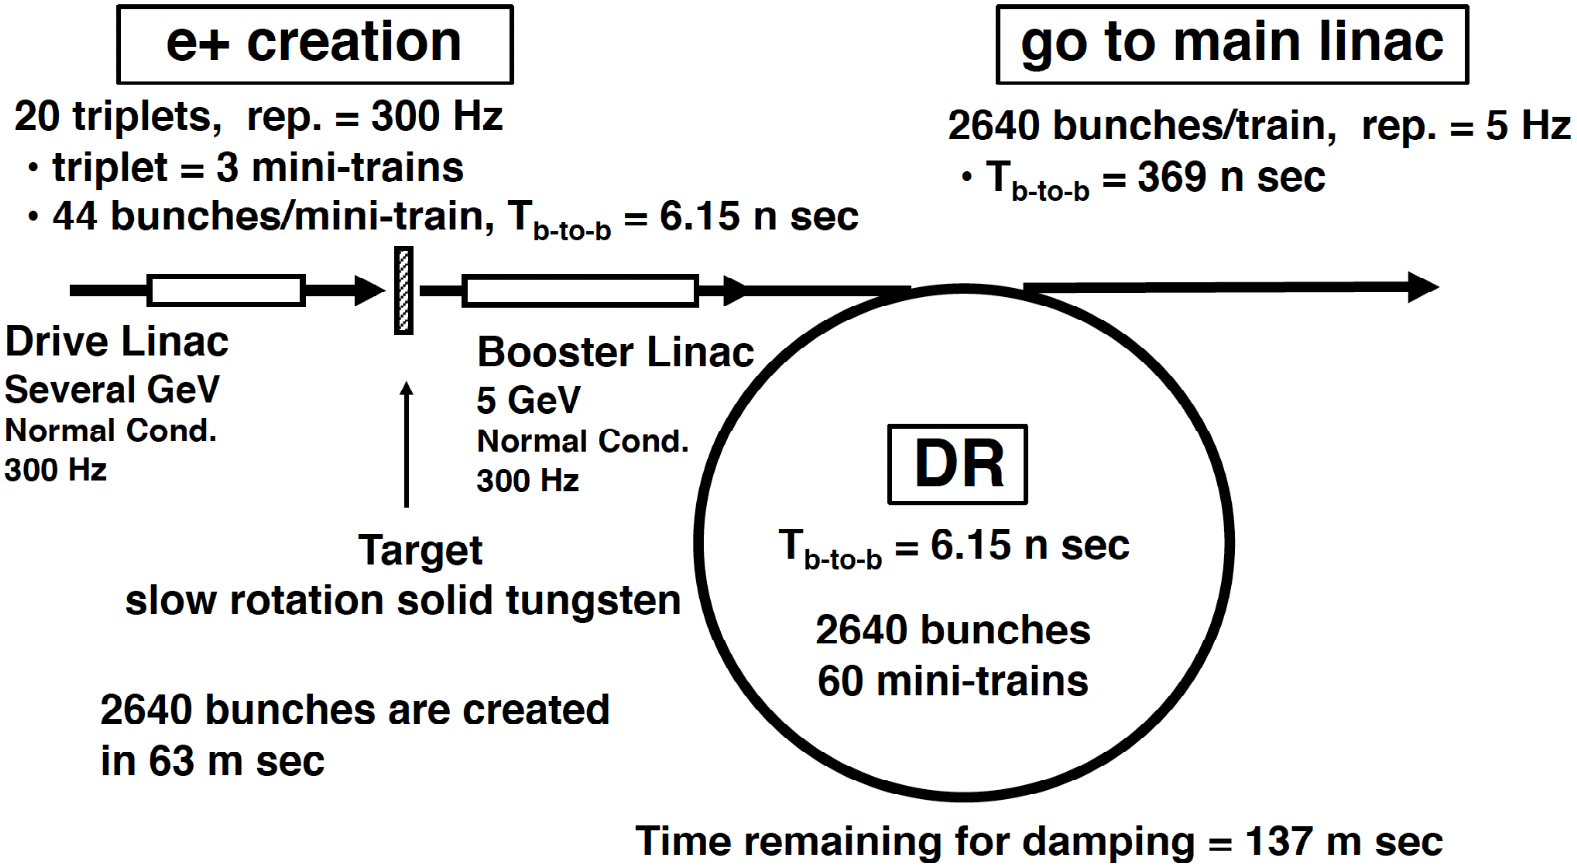 e+ creation
20 triplets, rep. = 300 Hz
• triplet = 3 mini-trains
• 44 bunches/mini-train, Tb-to-b = 6.15 n sec
go to main linac
2640 bunches/train, rep. = 5 Hz
• Tb-to-b = 369 n sec
Drive Linac
Several GeV
Normal Cond.
300 Hz
Booster Linac
5 GeV
Normal Cond.
300 Hz
Target
slow rotation solid tungsten
DR
Tb-to-b = 6.15 n sec
2640 bunches
60 mini-trains
2640 bunches are created
in 63 m sec
Time remaining for damping = 137 m sec